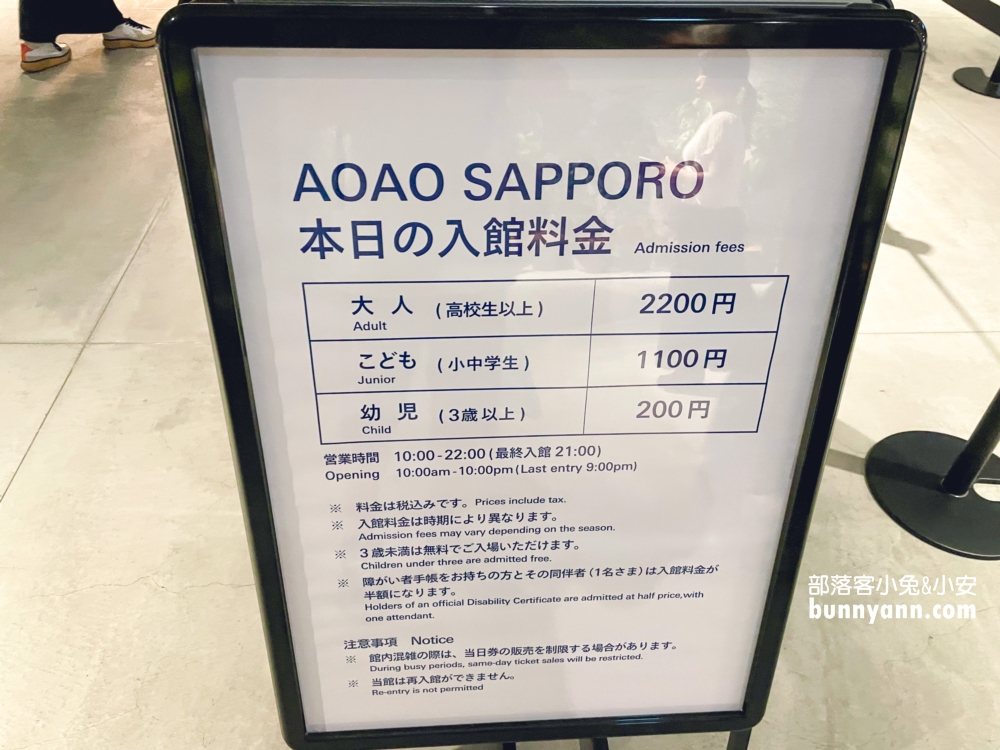 AOAO SAPPORO
本日の入館料金 Admission fees
大人 (高校生以上) 2200円
Adult
こども (小中学生) 1100円
Junior
幼児 (3歳以上) 200円
Child
営業時間 10:00-22:00(最終入館 21:00)
Opening 10:00am-10:00pm(Last entry 9:00pm)
※ 料金は税込みです。Prices include tax.
※ 入館料金は時期により異なります。
Admission fees may vary depending on the season.
※ 3歳未満は無料でご入場いただけます。
Children under three are admitted free.
※ 障がい者手帳をお持ちの方とその同伴者(1名さま)は入館料金が
半額になります。
Holders of an official Disability Certificate are admitted at half price,with
one attendant.
注意事項 Notice
※ 館内混雑の際は、当日券の販売を制限する場合があります。
During busy periods, same-day ticket sales will be restricted.
※ 当館は再入館ができません。
Re-entry is not permitted
部落客小兔&小安
bunnyann.com